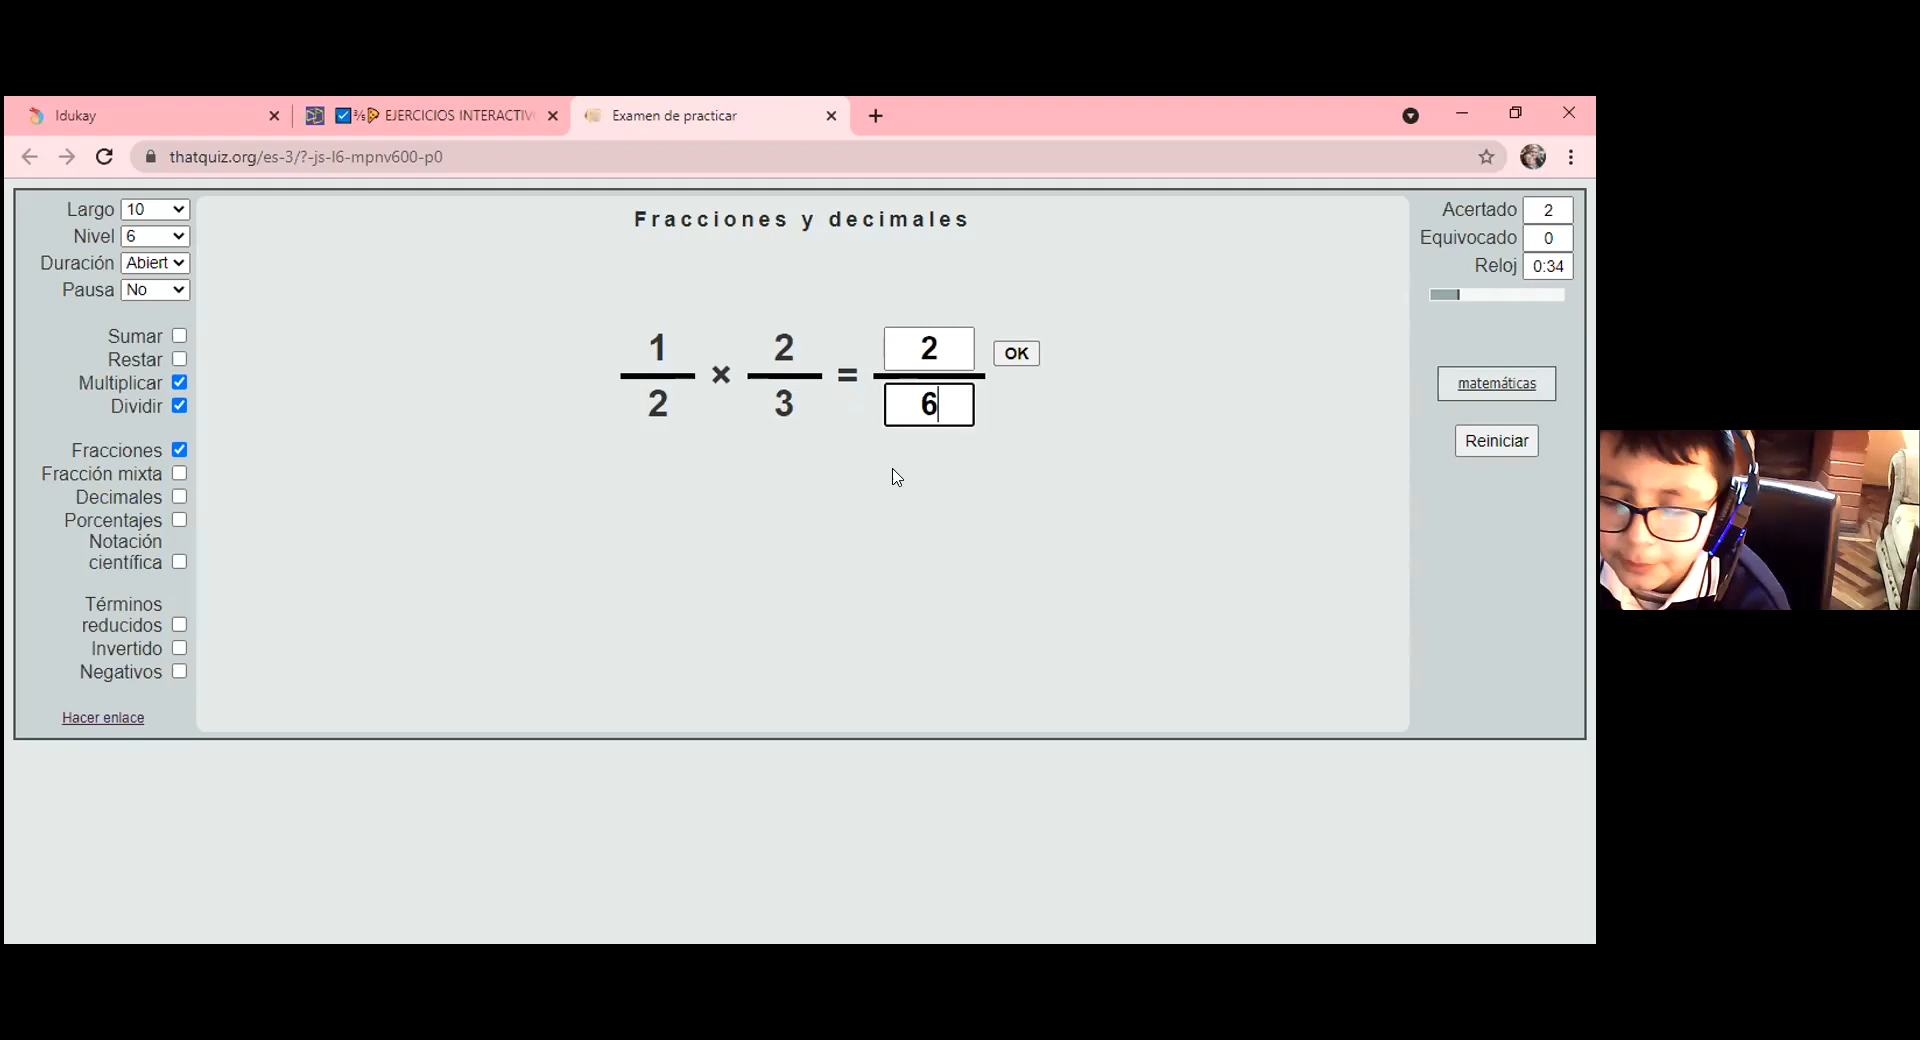 Idukay
EJERCICIOS INTERACTIV
Examen de practicar
thatquiz.org/es-3/?-js-l6-mpnv600-p0
Largo 10
Nivel 6
Duración Abiert
Pausa No
Sumar
Restar
Multiplicar
Dividir
Fracciones
Fracción mixta
Decimales
Porcentajes
Notación
científica
Términos
reducidos
Invertido
Negativos
Hacer enlace
Fracciones y decimales
1 2 2
× = OK
2 3 6
Acertado 2
Equivocado 0
Reloj 0:34
matemáticas
Reiniciar